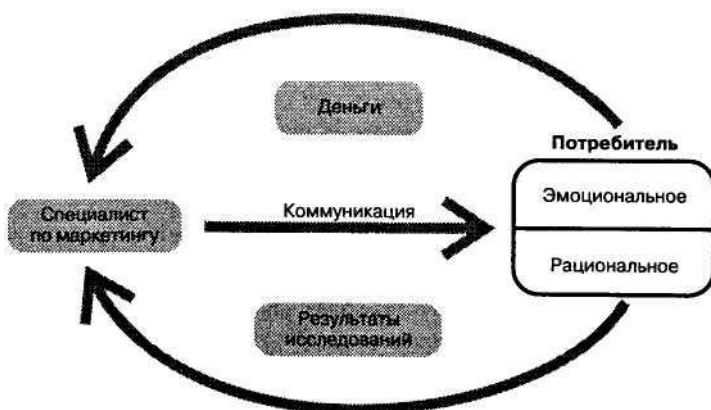 Деньги
Потребитель
Эмоциональное
Специалист
по маркетингу
Коммуникация
Рациональное
Результаты
исследований